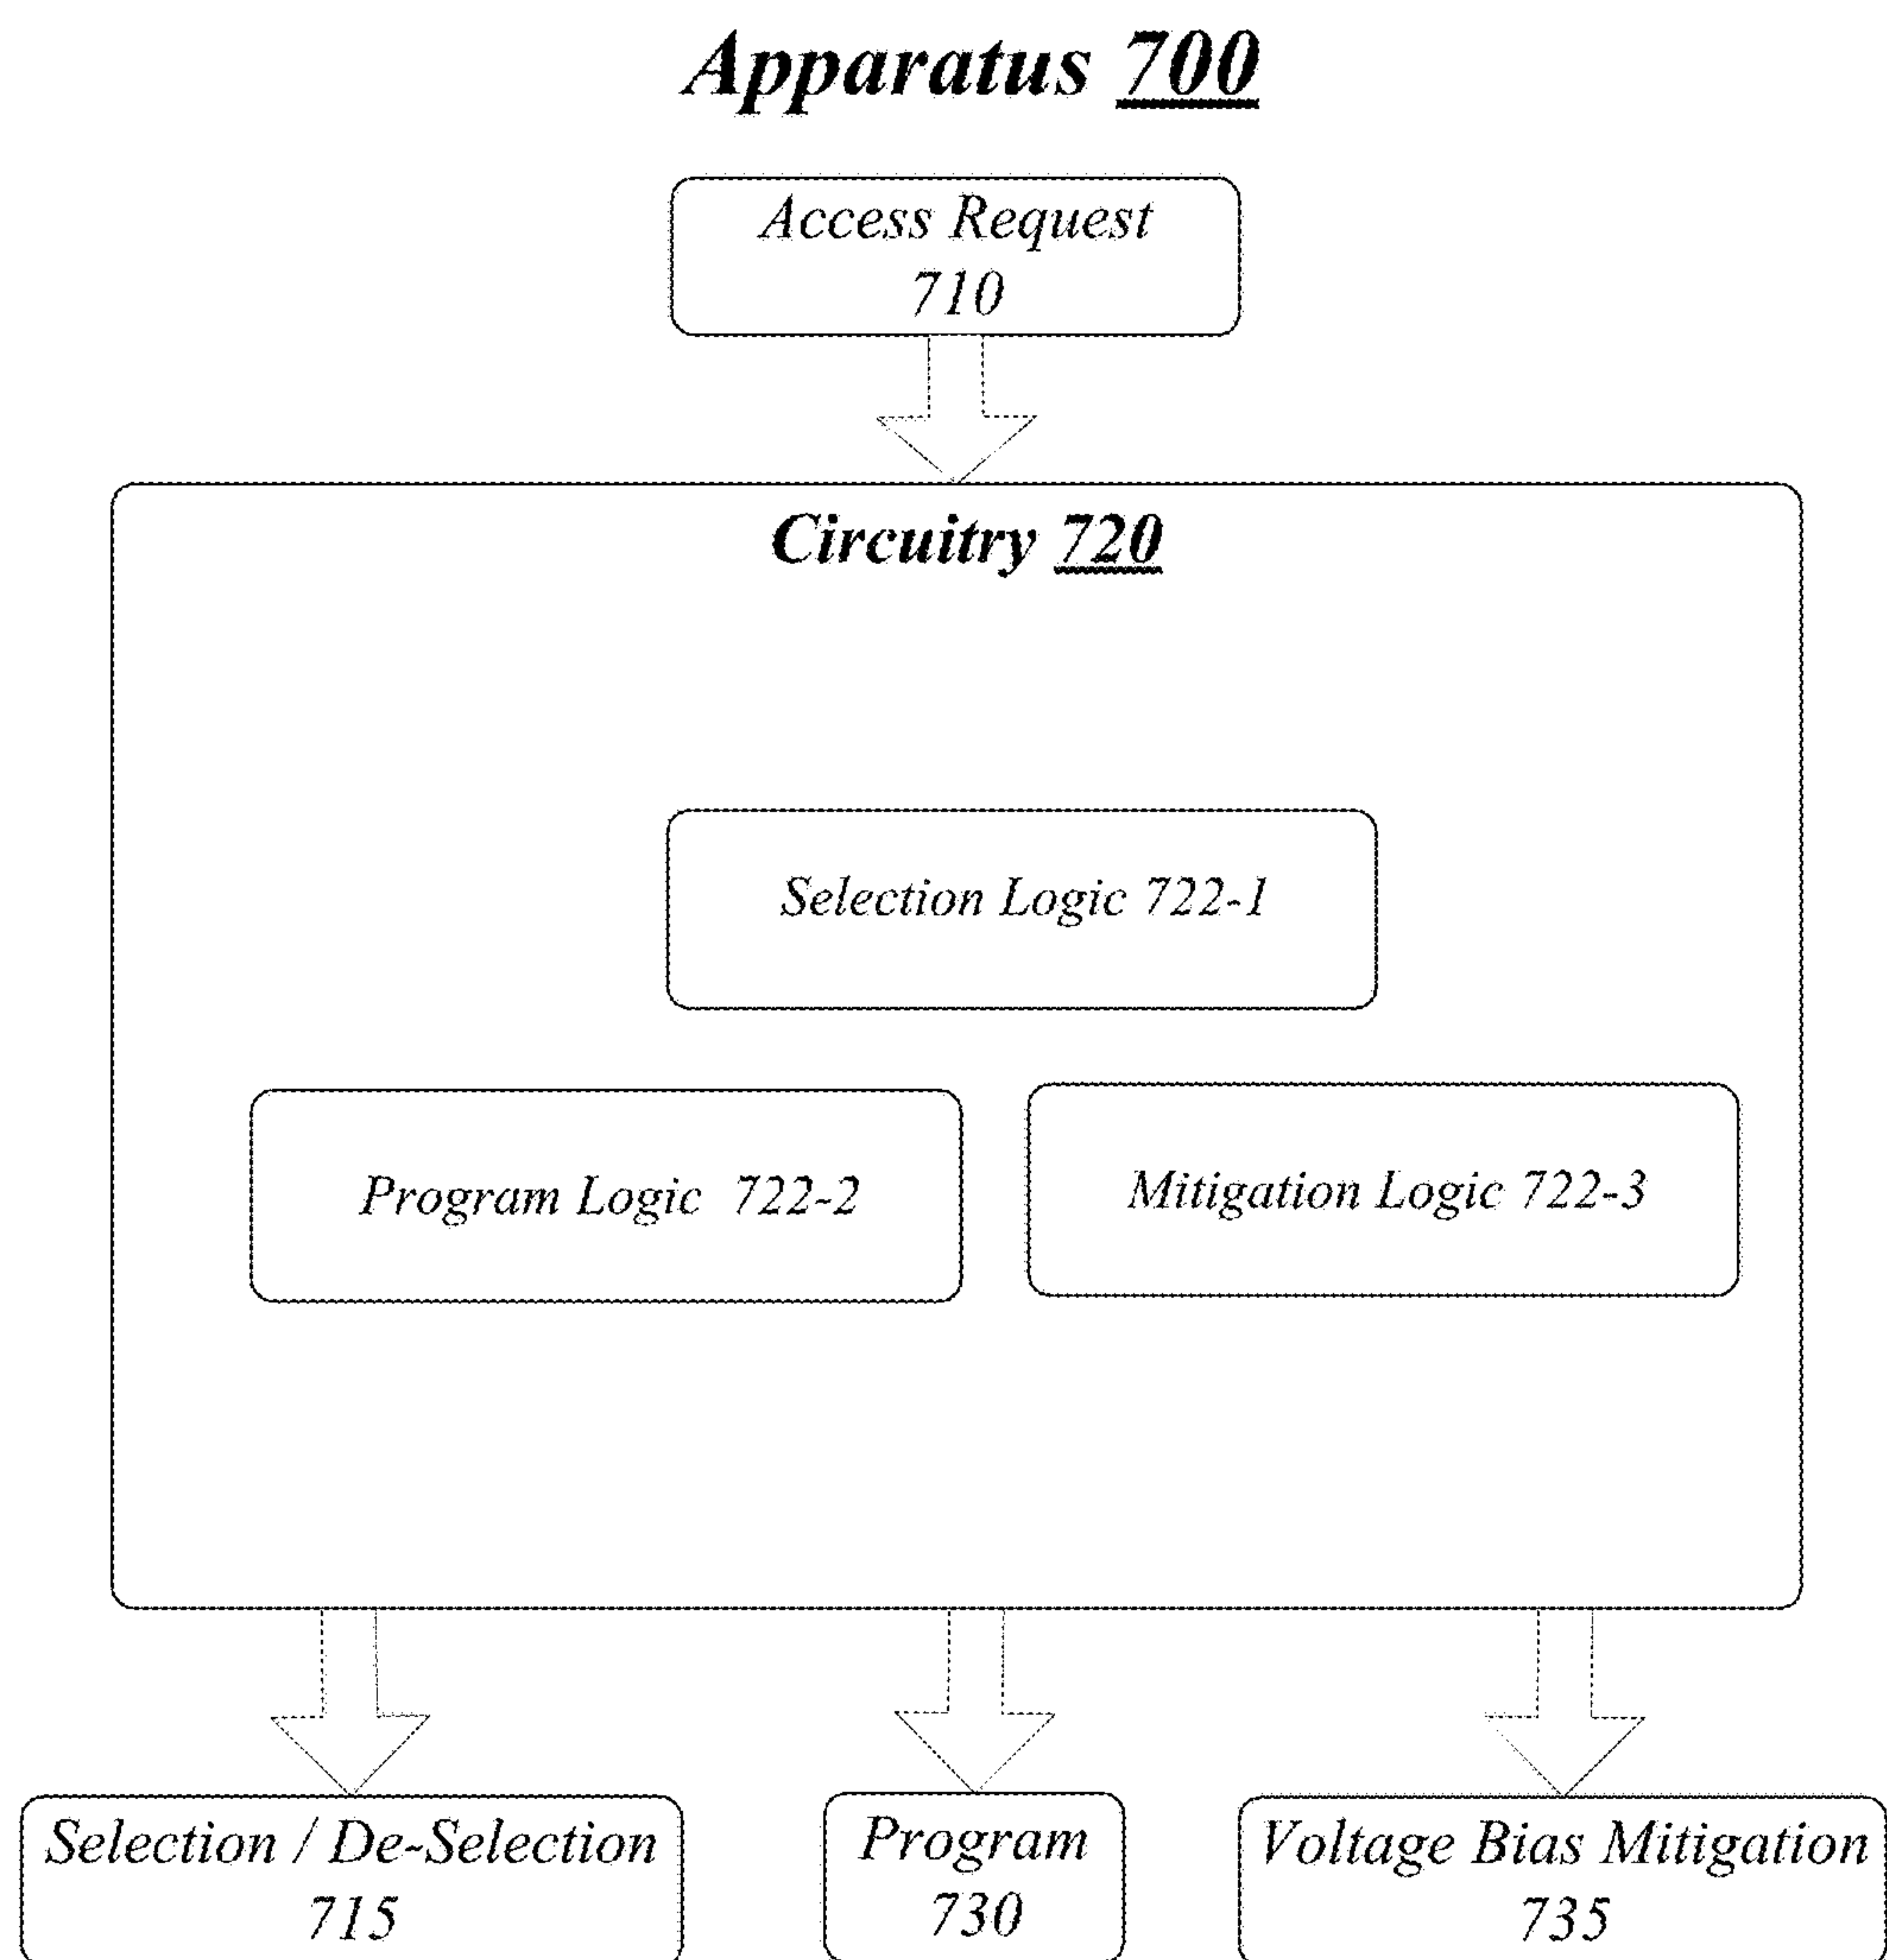 Apparatus 700
Access Request
710
Circuitry 720
Selection Logic 722-1
Program Logic 722-2
Mitigation Logic 722-3
Selection / De-Selection
715
Program
730
Voltage Bias Mitigation
735